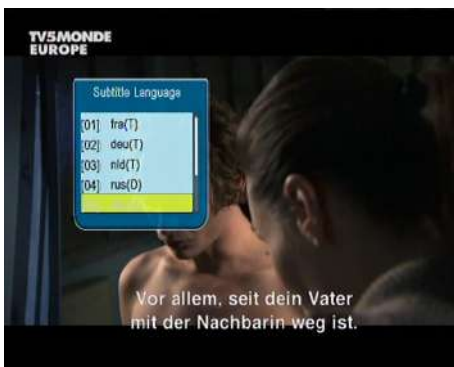 TV5MONDE
EUROPE
Subtitle Language
[01] fra(T)
[02] deu(T)
[03] nld(T)
[04] rus(D)
Vor allem, seit dein Vater
mit der Nachbarin weg ist.